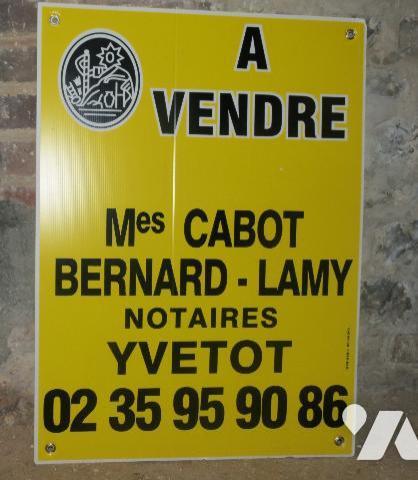 A
VENDRE
Mes CABOT
BERNARD - LAMY
NOTAIRES
YVETOT
02 35 95 90 86